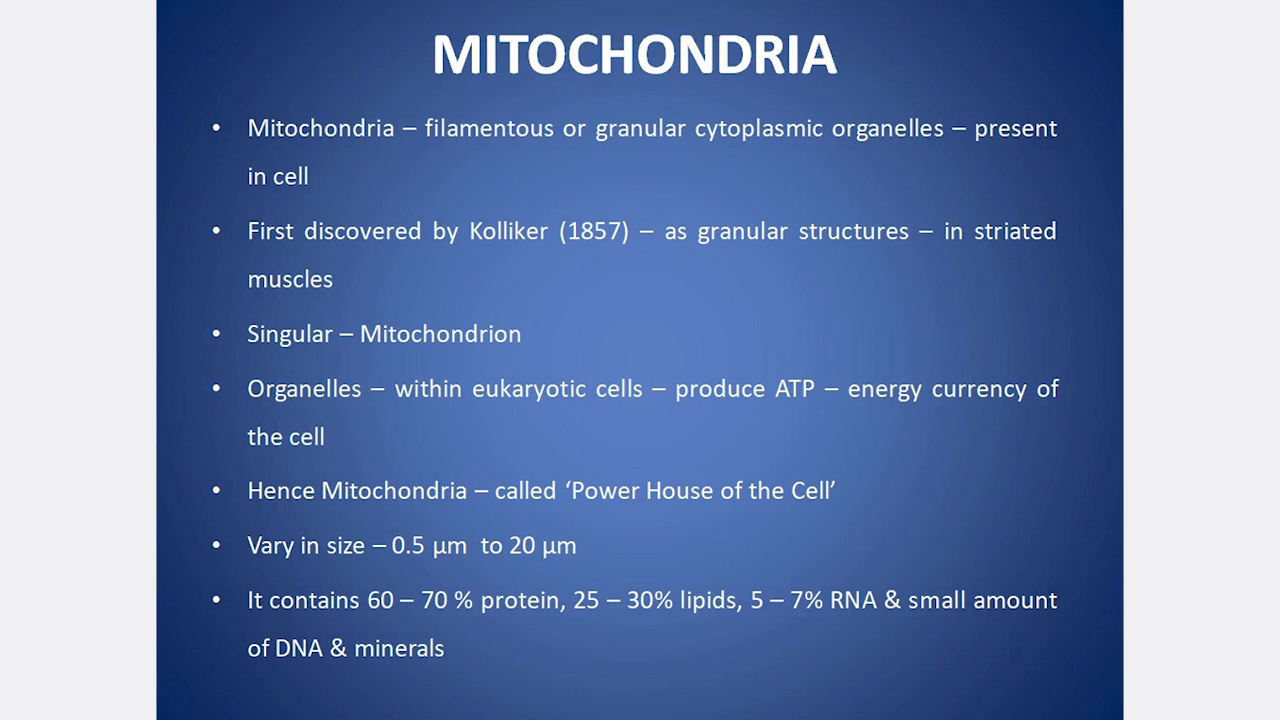 MITOCHONDRIA
• Mitochondria – filamentous or granular cytoplasmic organelles – present
in cell
• First discovered by Kolliker (1857) – as granular structures – in striated
muscles
• Singular – Mitochondrion
• Organelles – within eukaryotic cells – produce ATP – energy currency of
the cell
• Hence Mitochondria – called ‘Power House of the Cell’
• Vary in size – 0.5 µm  to 20 µm
• It contains 60 – 70 % protein, 25 – 30% lipids, 5 – 7% RNA & small amount
of DNA & minerals